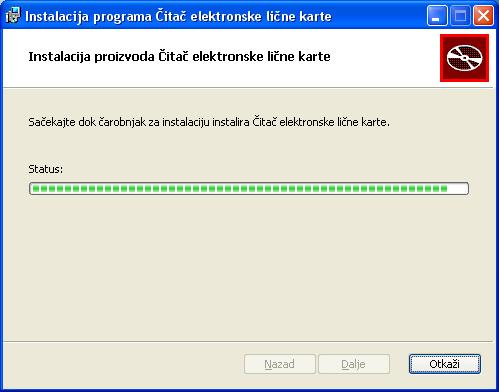 Instalacija programa Čitač elektronske lične karte
Instalacija proizvoda Čitač elektronske lične karte
Sačekajte dok čarobnjak za instalaciju instalira Čitač elektronske lične karte.
Status:
Nazad
Dalje
Otkaži